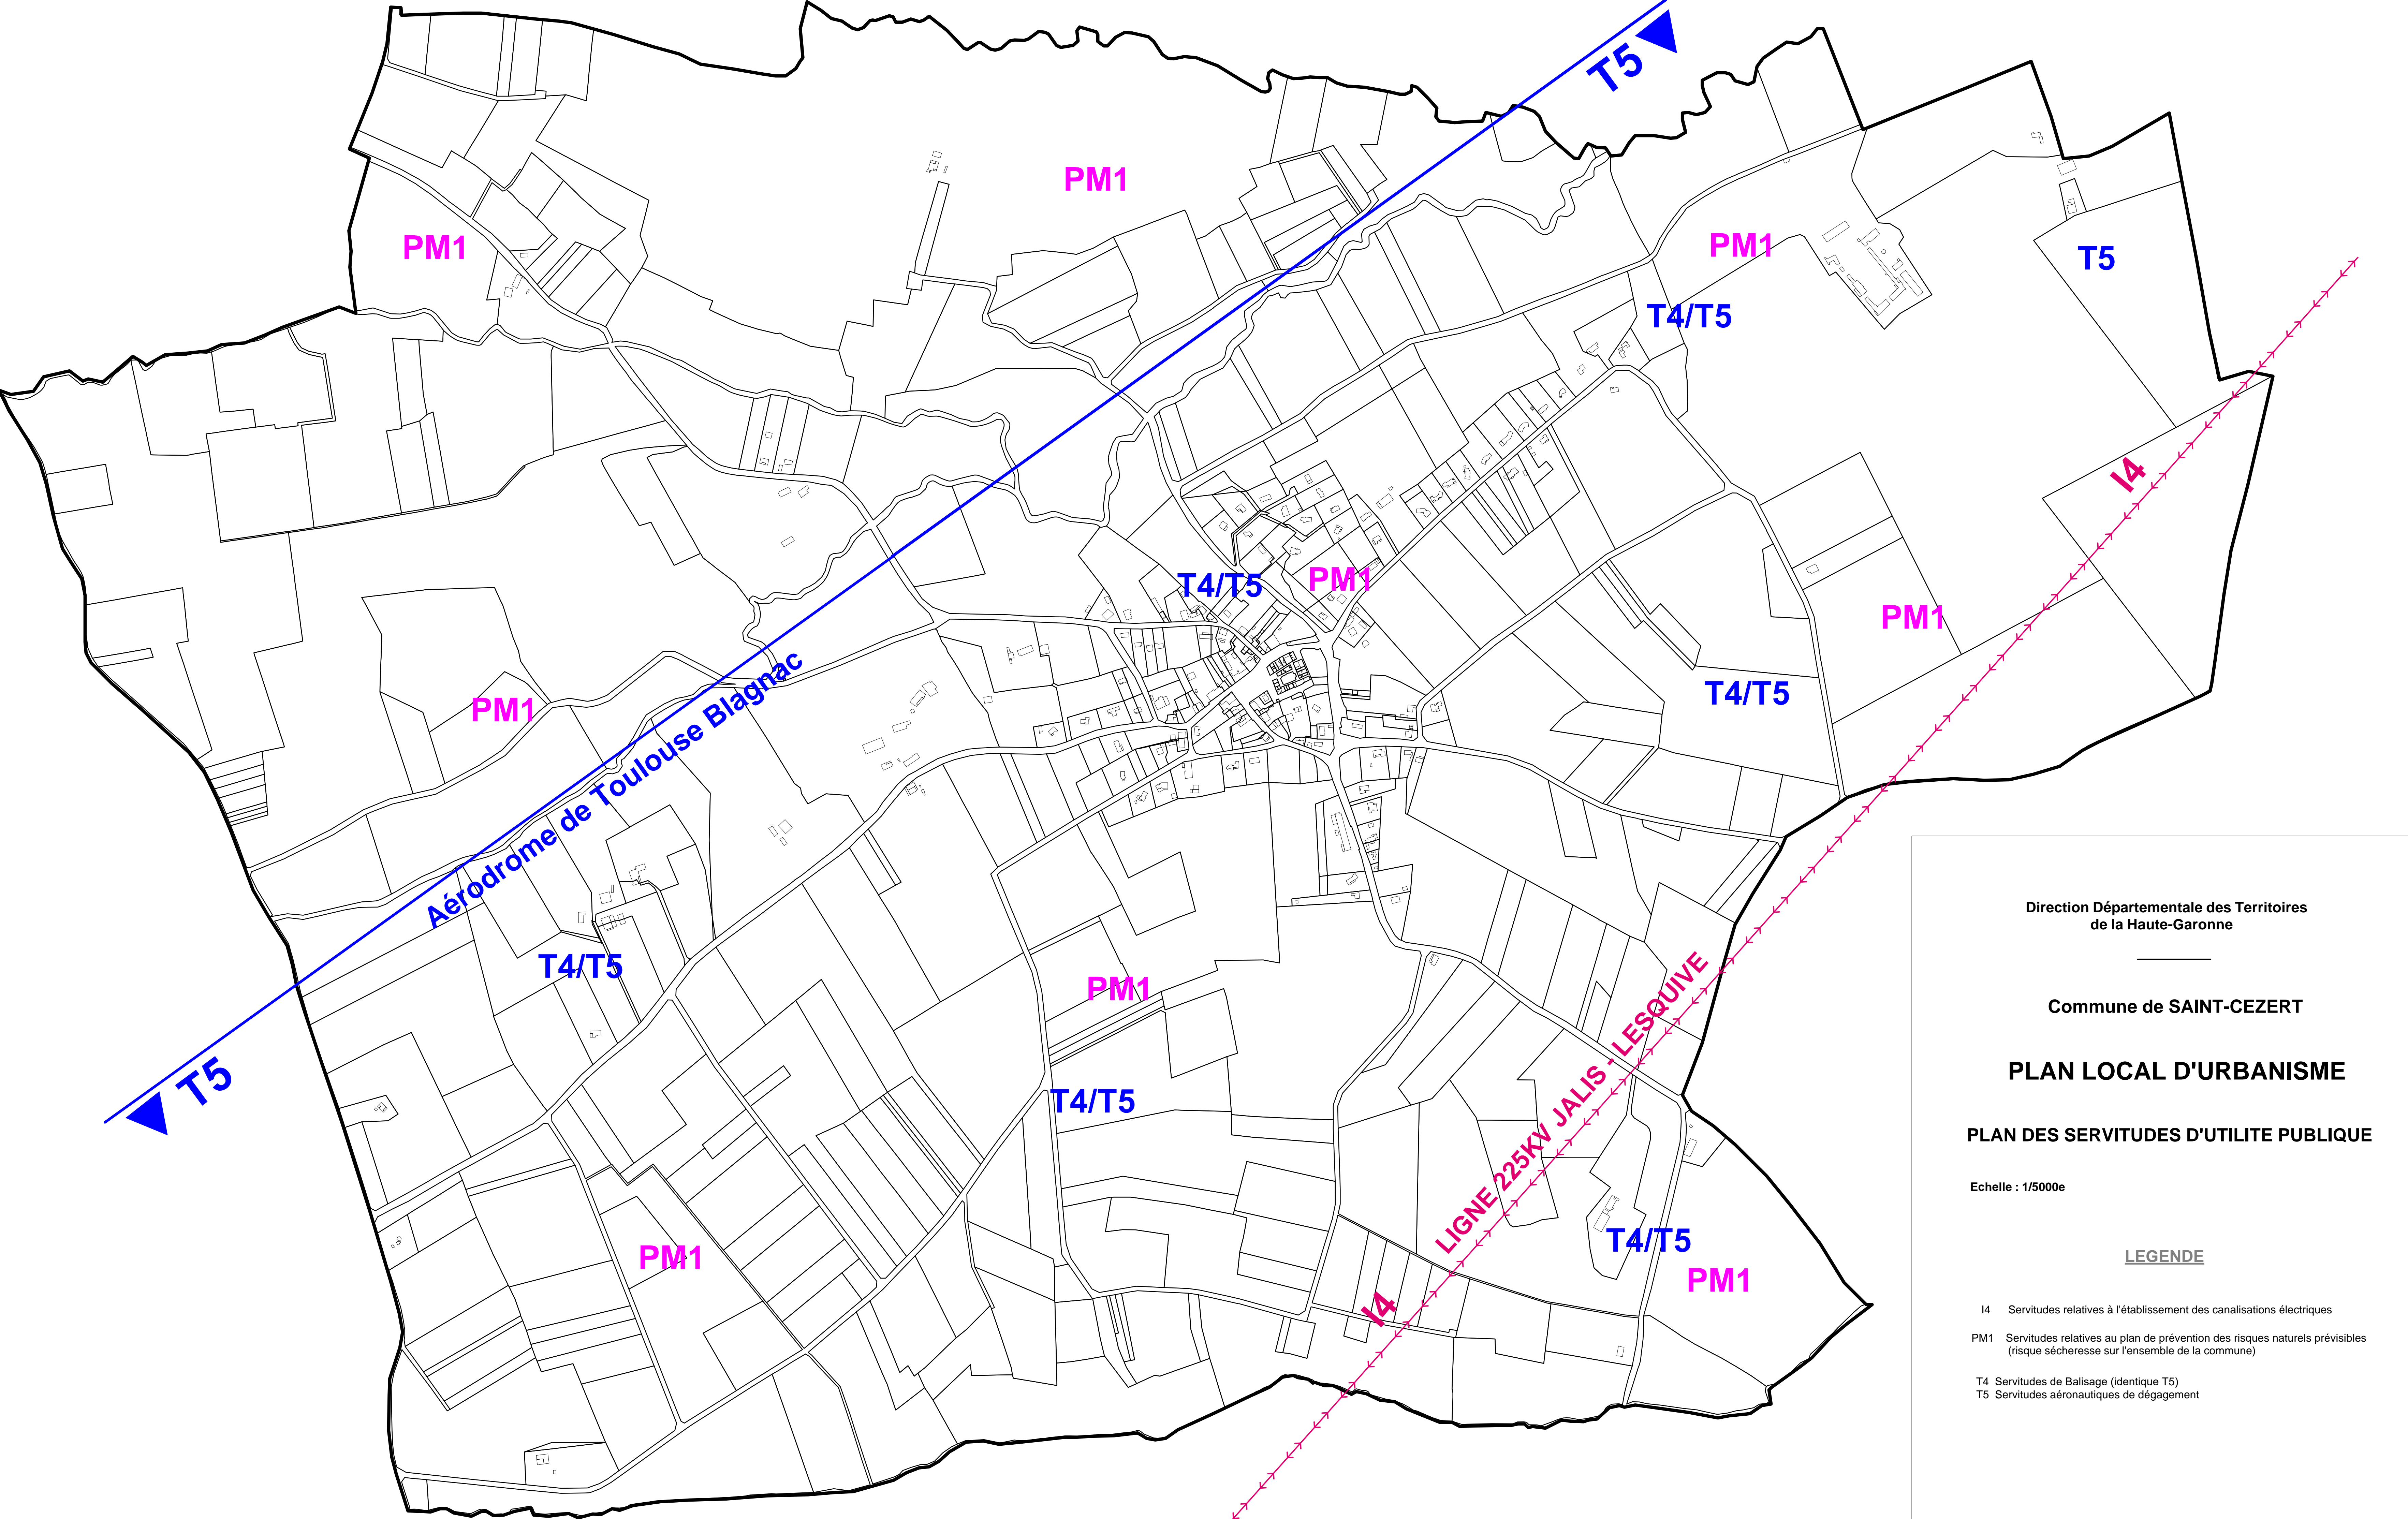 T5
PM1
PM1
PM1
T5
T4/T5
I4
T4/T5
PM1
PM1
T4/T5
PM1
Aérodrome de Toulouse Blagnac
T4/T5
PM1
T5
T4/T5
LIGNE 225KV JALIS - LESQUIVE
PM1
T4/T5
PM1
I4
Direction Départementale des Territoires
de la Haute-Garonne
Commune de SAINT-CEZERT
PLAN LOCAL D'URBANISME
PLAN DES SERVITUDES D'UTILITE PUBLIQUE
Echelle : 1/5000e
LEGENDE
I4 Servitudes relatives à l'établissement des canalisations électriques
PM1 Servitudes relatives au plan de prévention des risques naturels prévisibles
(risque sécheresse sur l'ensemble de la commune)
T4 Servitudes de Balisage (identique T5)
T5 Servitudes aéronautiques de dégagement